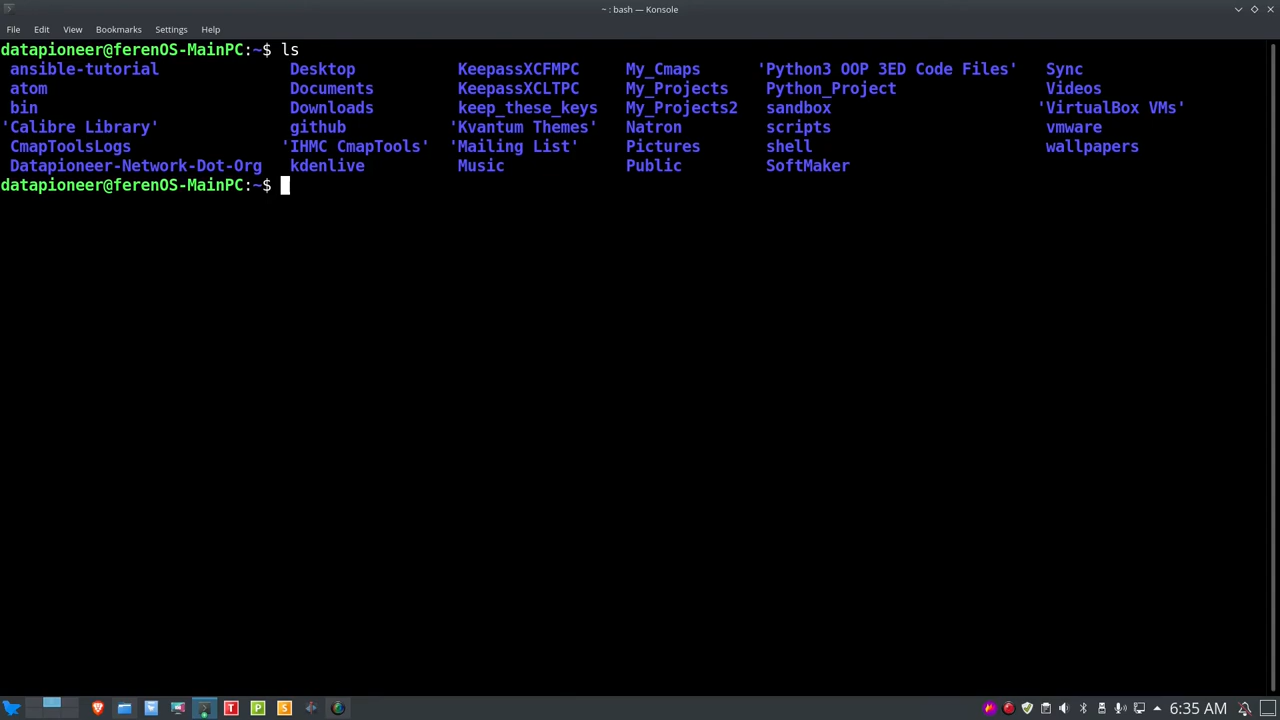 ~ : bash — Konsole
File Edit View Bookmarks Settings Help
datapioneer@ferenOS-MainPC:~$ ls
ansible-tutorial Desktop KeepassXCFMPC My_Cmaps 'Python3 OOP 3ED Code Files' Sync
atom Documents KeepassXCLTPC My_Projects Python_Project Videos
bin Downloads keep_these_keys My_Projects2 sandbox 'VirtualBox VMs'
'Calibre Library' github 'Kvantum Themes' Natron scripts vmware
CmapToolsLogs 'IHMC CmapTools' 'Mailing List' Pictures shell wallpapers
Datapioneer-Network-Dot-Org kdenlive Music Public SoftMaker
datapioneer@ferenOS-MainPC:~$
T P S 6:35 AM